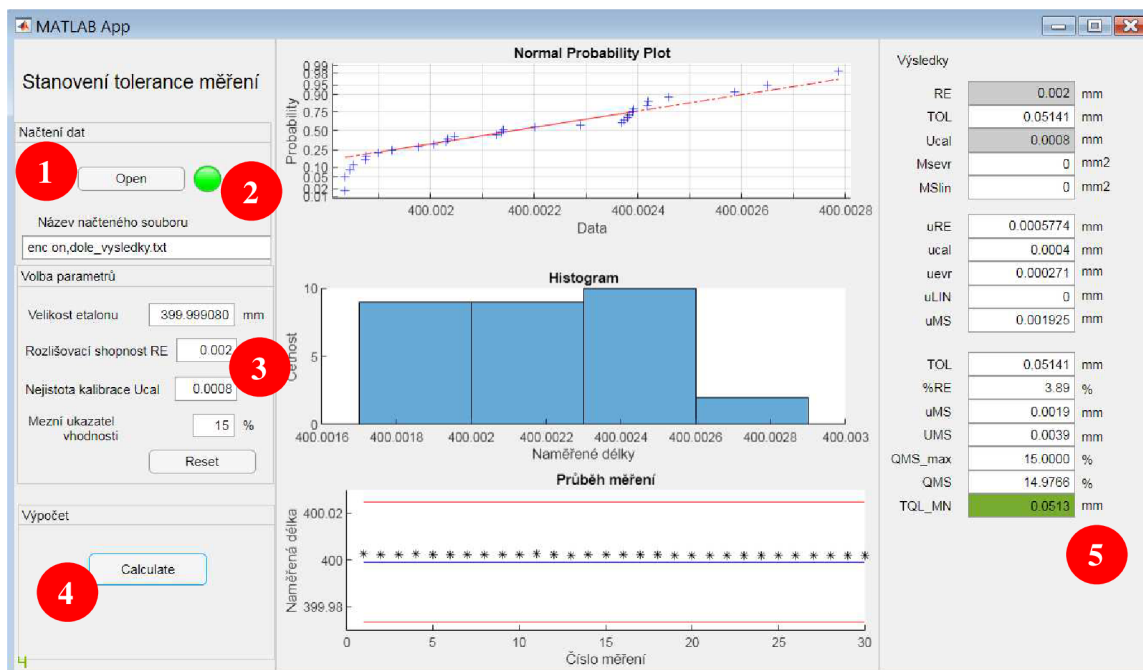 MATLAB App
Stanovení tolerance měření
Načtení dat
1
Open
2
Název načteného souboru
enc on,dole_vysledky.txt
Volba parametrů
Velikost etalonu 399.999080 mm
Rozlišovací shopnost RE 0.002
3
Nejistota kalibrace Ucal 0.0008
Mezní ukazatel
vhodnosti
15 %
Reset
Výpočet
Calculate
4
4
Normal Probability Plot
Probability
0.99
0.98
0.95
0.90
0.75
0.50
0.25
0.10
0.05
0.02
0.01
400.002 400.0022 400.0024 400.0026 400.0028
Data
Histogram
Četnost
10
5
0
400.0016 400.0018 400.002 400.0022 400.0024 400.0026 400.0028 400.003
Naměřené délky
Průběh měření
Naměřená délka
400.02
400
399.98
0 5 10 15 20 25 30
Číslo měření
Výsledky
RE 0.002 mm
TOL 0.05141 mm
Ucal 0.0008 mm
Msevr 0 mm2
MSlin 0 mm2
uRE 0.0005774 mm
ucal 0.0004 mm
uevr 0.000271 mm
uLIN 0 mm
uMS 0.001925 mm
TOL 0.05141 mm
%RE 3.89 %
uMS 0.0019 mm
UMS 0.0039 mm
QMS_max 15.0000 %
QMS 14.9766 %
TQL_MN 0.0513 mm
5